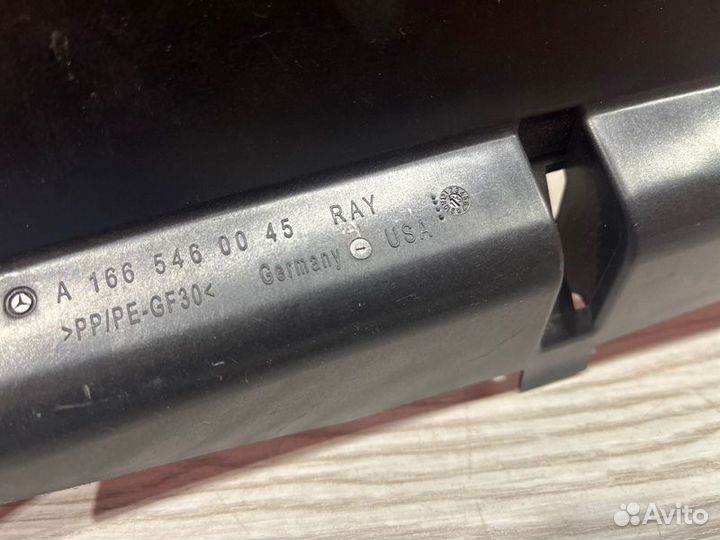 A 166 546 00 45 RAY
>PP/PE-GF30< Germany USA
Avito